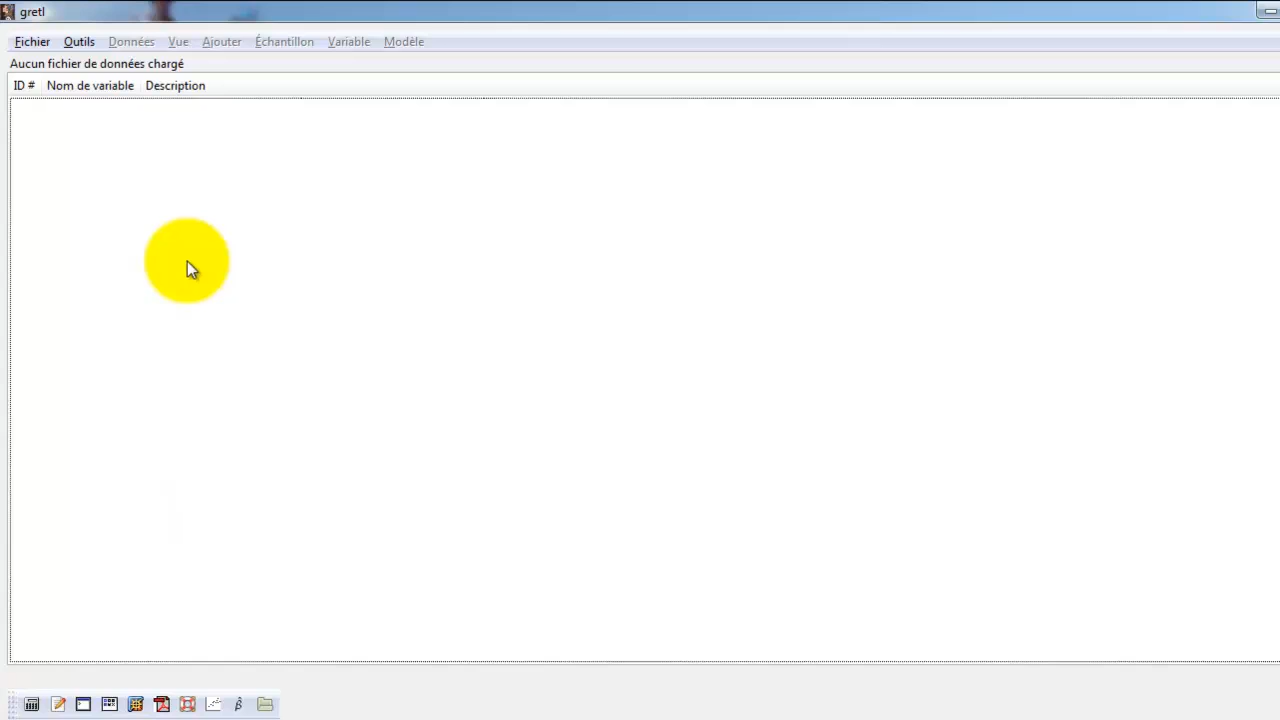 gretl
Fichier Outils Données Vue Ajouter Échantillon Variable Modèle
Aucun fichier de données chargé
ID # Nom de variable Description
β̂